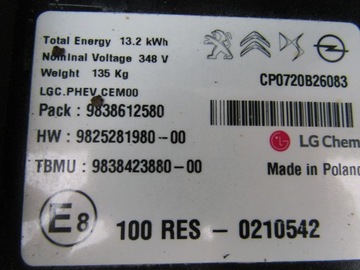 Total Energy 13.2 kWh
Nominal Voltage 348 V
Weight 135 Kg
LGC.PHEV.CEM00
CP0720B26083
Pack : 9838612580
HW : 9825281980-00
LG Chem
TBMU : 9838423880-00
Made in Poland
E8
100 RES - 0210542